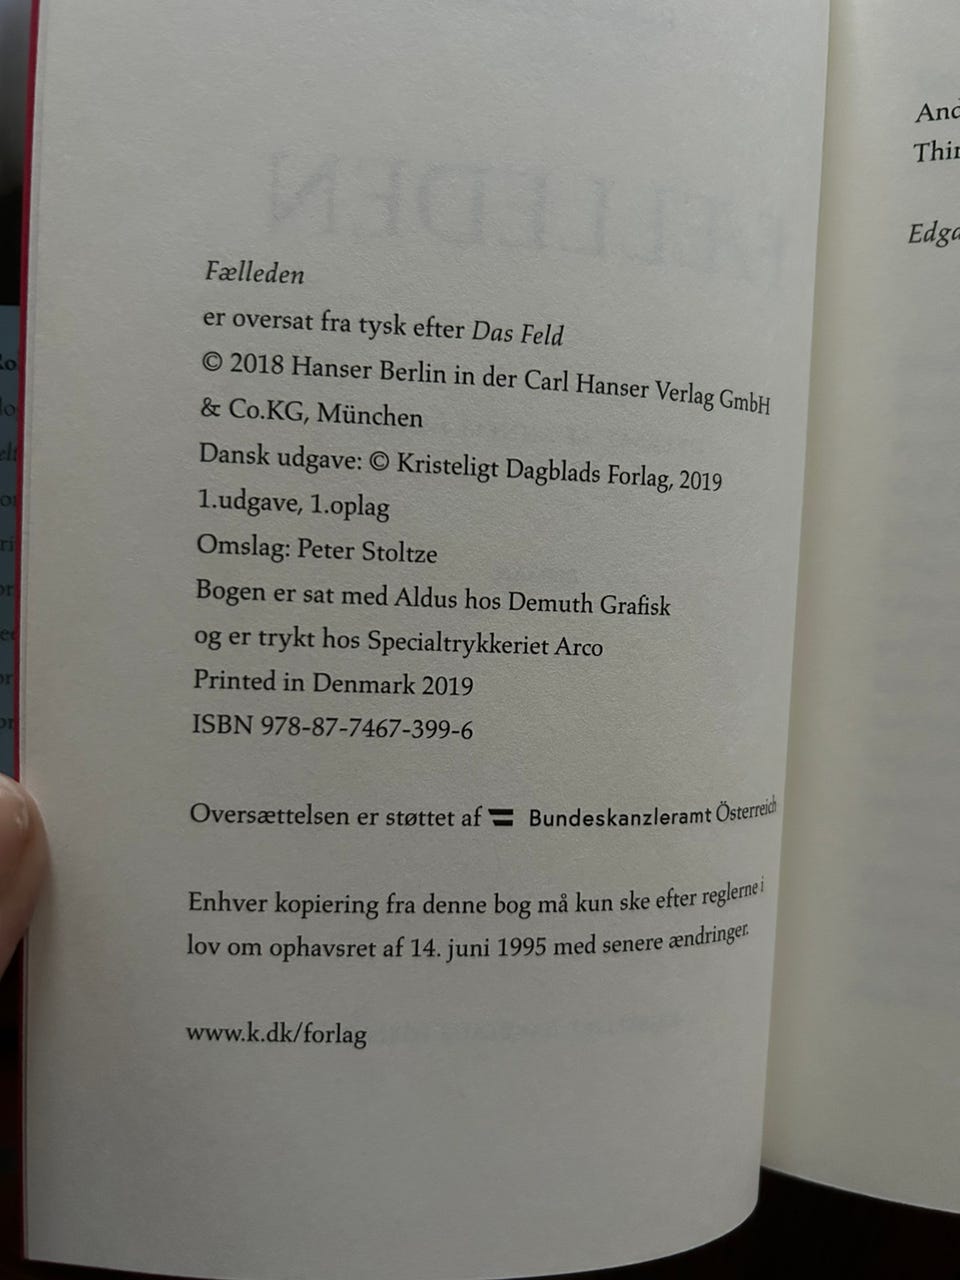 Fælleden
er oversat fra tysk efter Das Feld
© 2018 Hanser Berlin in der Carl Hanser Verlag GmbH
& Co.KG, München
Dansk udgave: © Kristeligt Dagblads Forlag, 2019
1.udgave, 1.oplag
Omslag: Peter Stoltze
Bogen er sat med Aldus hos Demuth Grafisk
og er trykt hos Specialtrykkeriet Arco
Printed in Denmark 2019
ISBN 978-87-7467-399-6
Oversættelsen er støttet af Bundeskanzleramt Österreich
Enhver kopiering fra denne bog må kun ske efter reglerne i
lov om ophavsret af 14. juni 1995 med senere ændringer.
www.k.dk/forlag